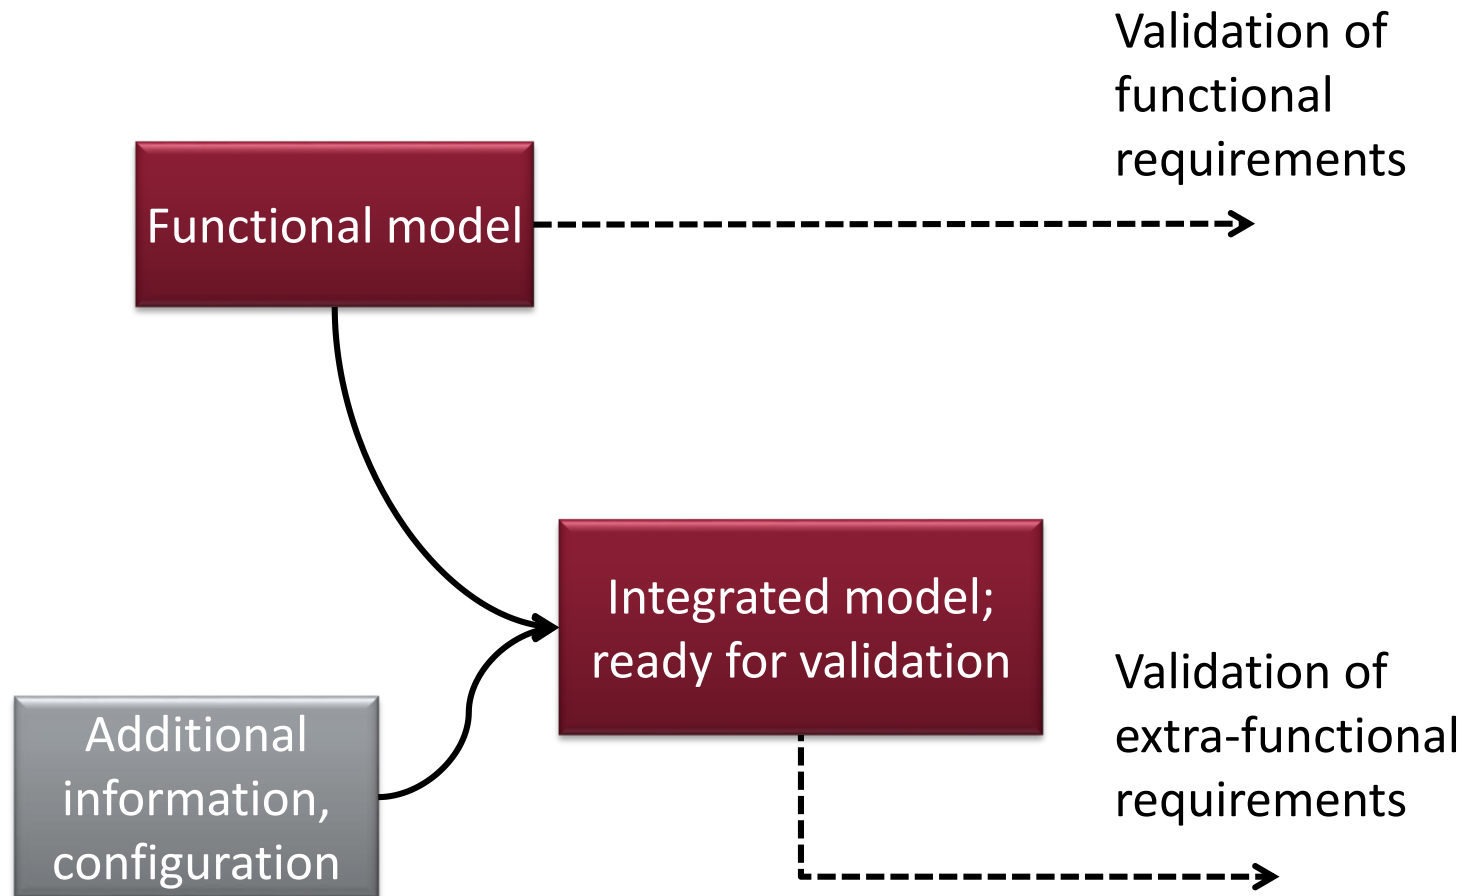 Validation of
functional
requirements
Functional model
Integrated model;
ready for validation
Validation of
extra-functional
requirements
Additional
information,
configuration